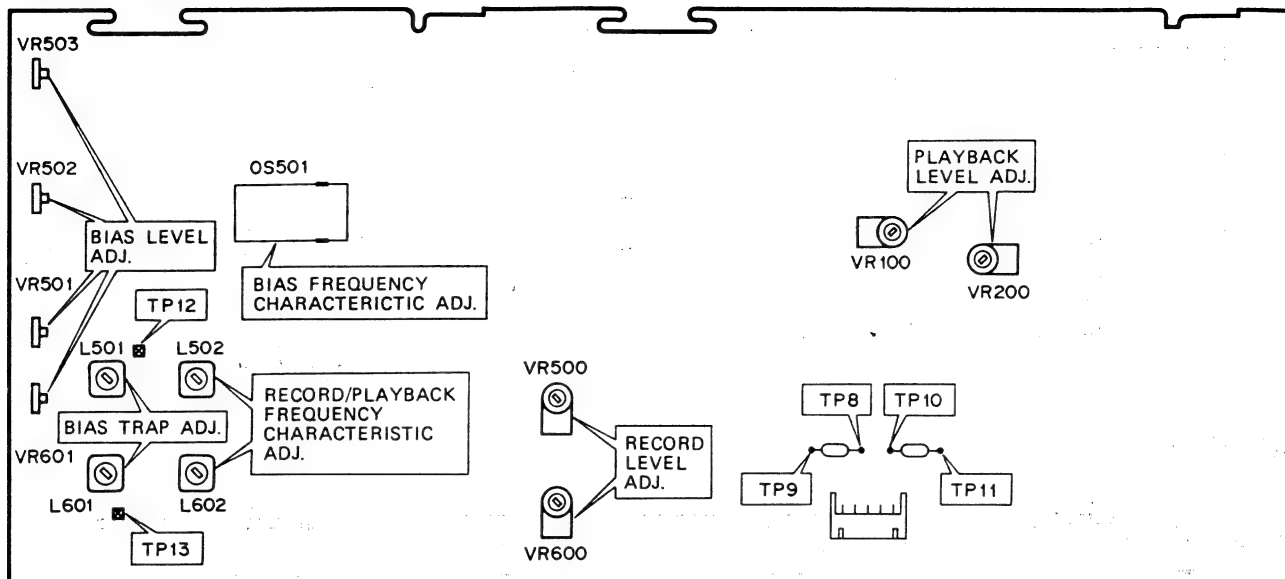 VR503
VR502
OS501
BIAS LEVEL
ADJ.
BIAS FREQUENCY
CHARACTERICTIC ADJ.
PLAYBACK
LEVEL ADJ.
VR100
VR200
VR501
TP12
L501
L502
RECORD/PLAYBACK
FREQUENCY
CHARACTERISTIC
ADJ.
BIAS TRAP ADJ.
VR601
L601
L602
TP13
VR500
RECORD
LEVEL
ADJ.
VR600
TP8
TP10
TP9
TP11